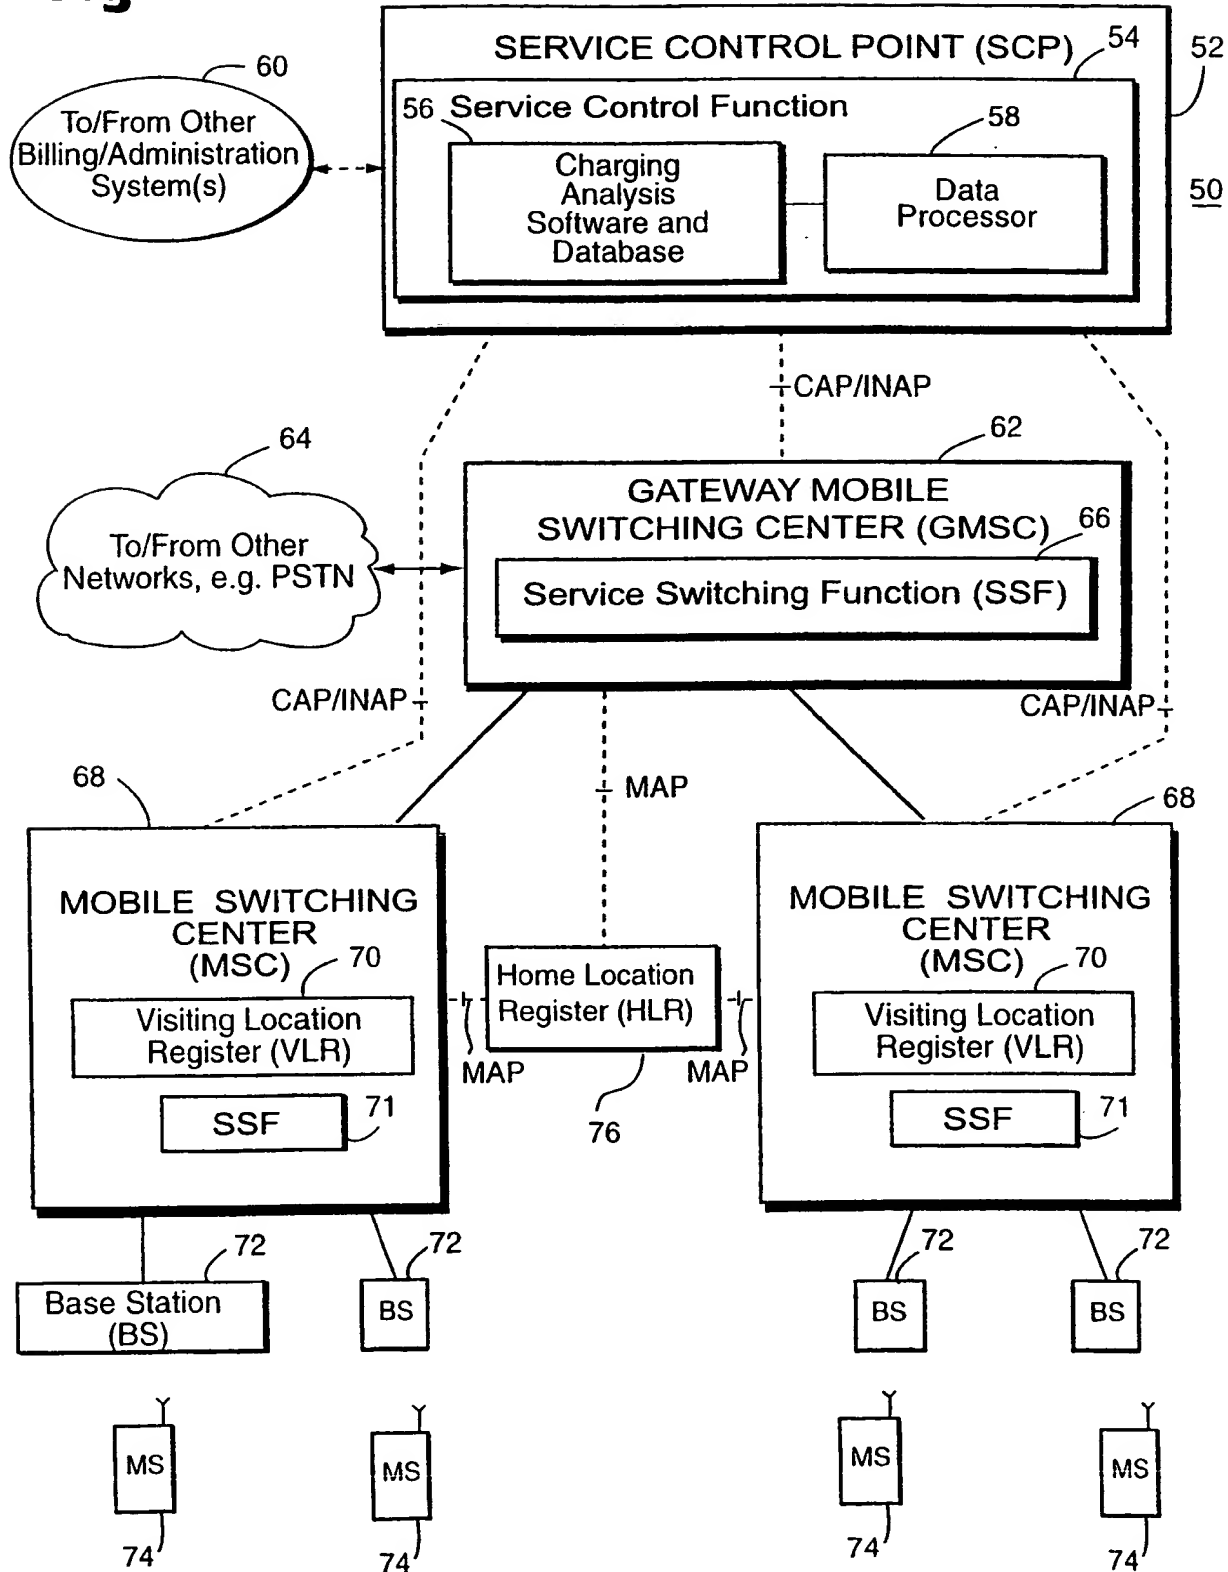 SERVICE CONTROL POINT (SCP)
54
52
60
56
Service Control Function
58
To/From Other
Billing/Administration
System(s)
Charging
Analysis
Software and
Database
Data
Processor
50
CAP/INAP
64
62
GATEWAY MOBILE
SWITCHING CENTER (GMSC)
66
To/From Other
Networks, e.g. PSTN
Service Switching Function (SSF)
CAP/INAP
CAP/INAP
68
MAP
68
MOBILE SWITCHING
CENTER
(MSC)
70
Visiting Location
Register (VLR)
SSF
71
Home Location
Register (HLR)
MAP
MAP
76
MOBILE SWITCHING
CENTER
(MSC)
70
Visiting Location
Register (VLR)
SSF
71
72
72
72
72
Base Station
(BS)
BS
BS
BS
MS
MS
MS
MS
74
74
74
74